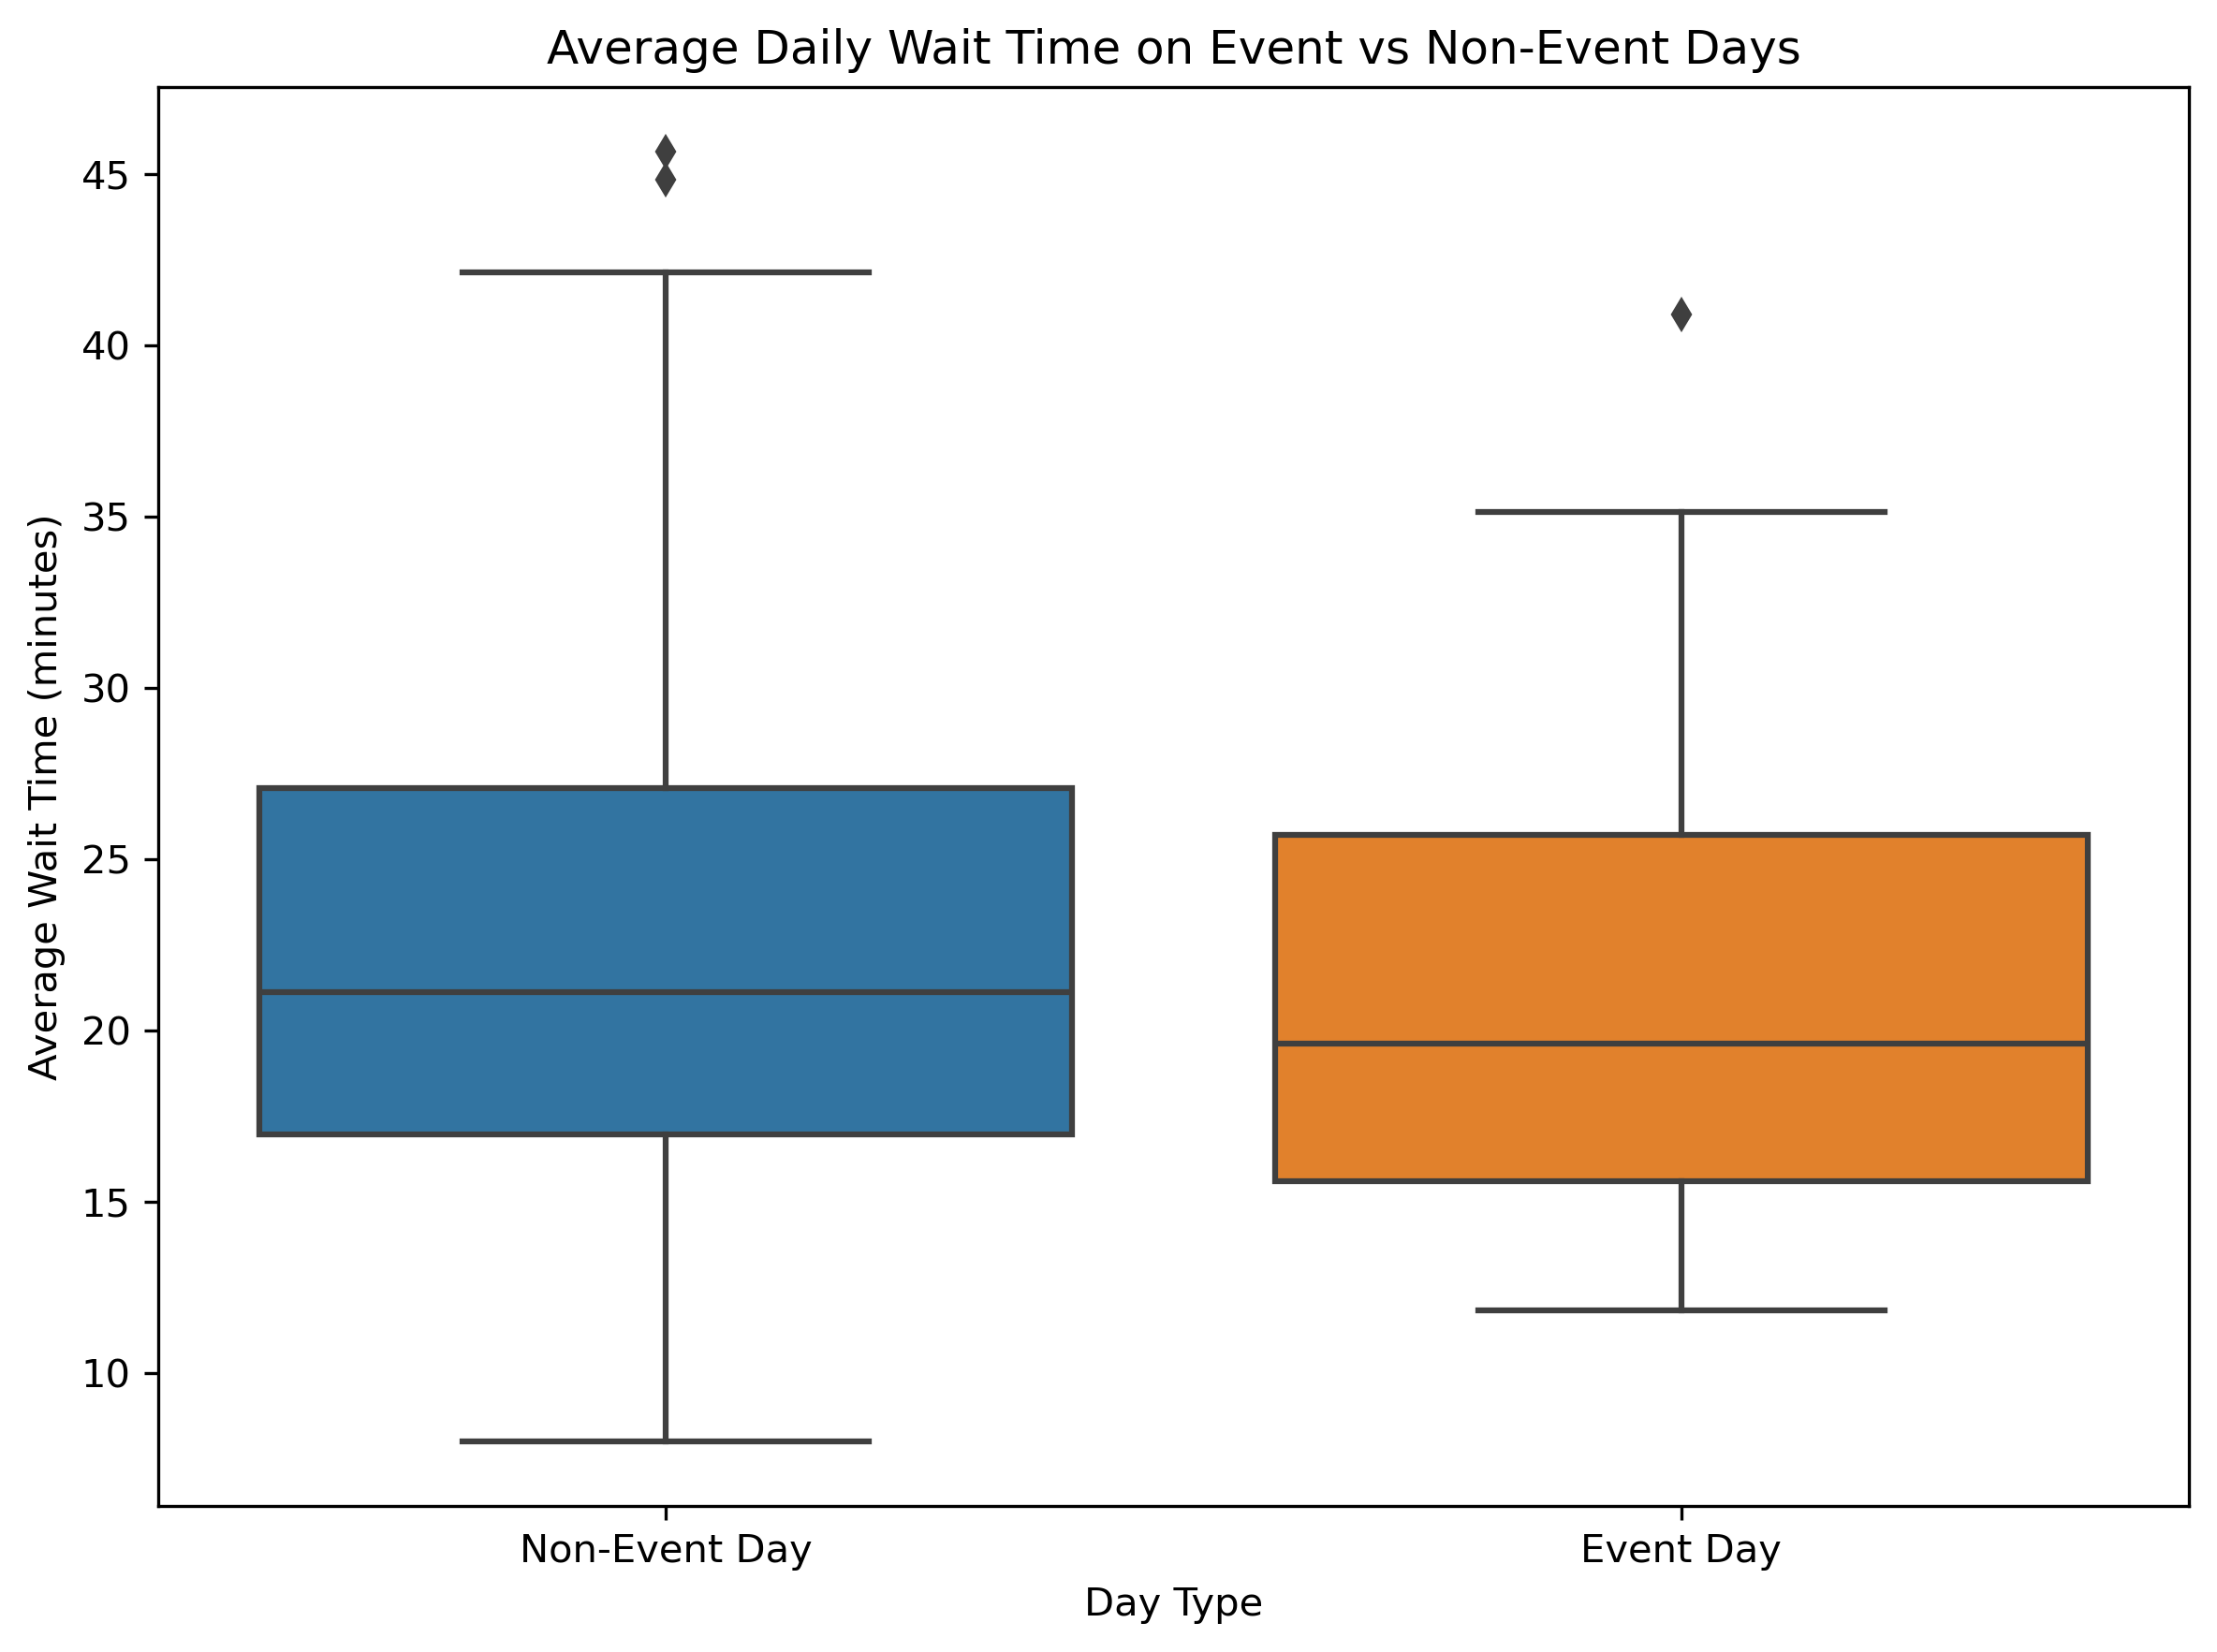 Average Daily Wait Time on Event vs Non-Event Days
Average Wait Time (minutes)
45
40
35
30
25
20
15
10
Non-Event Day
Event Day
Day Type